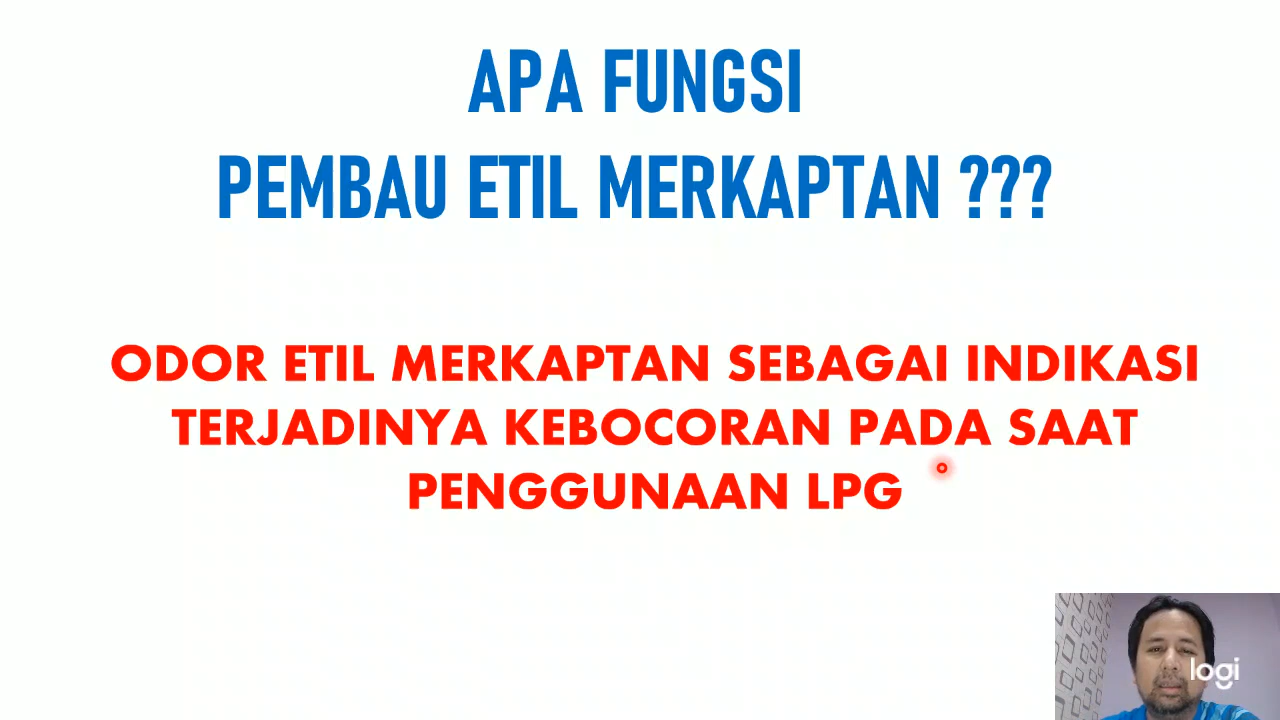 APA FUNGSI
PEMBAU ETIL MERKAPTAN ???
ODOR ETIL MERKAPTAN SEBAGAI INDIKASI
TERJADINYA KEBOCORAN PADA SAAT
PENGGUNAAN LPG
logi